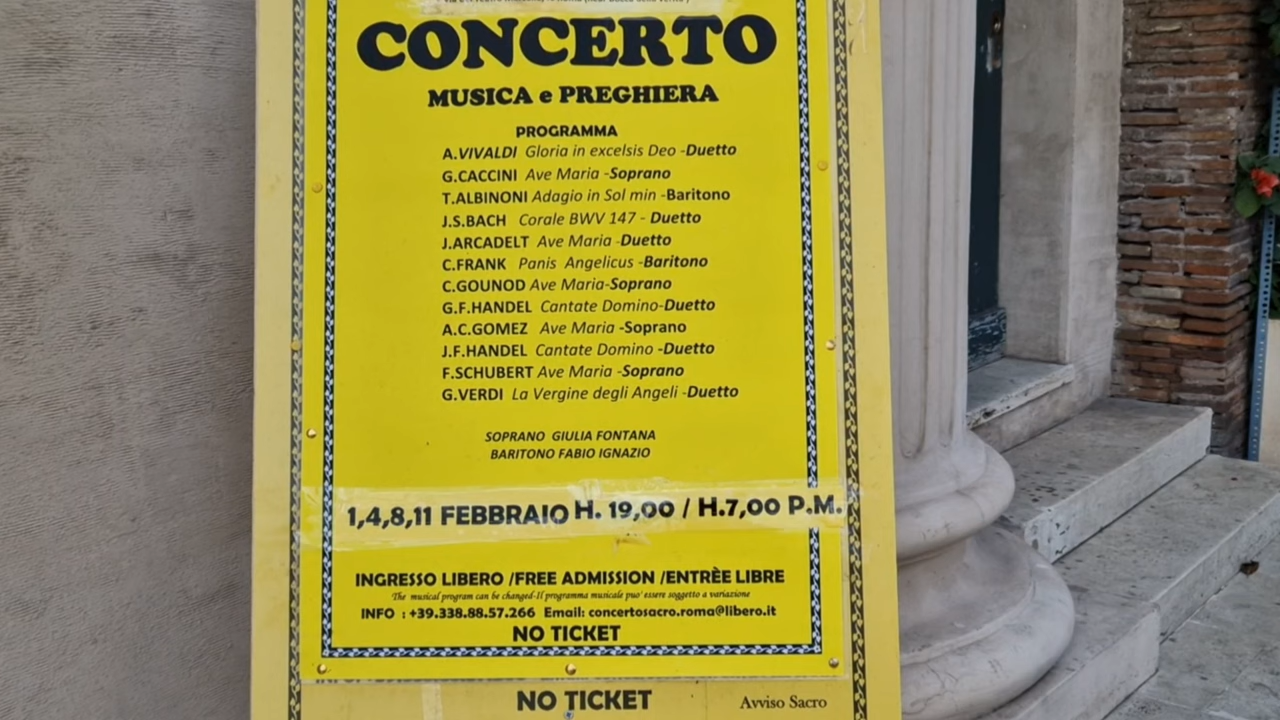 CONCERTO
MUSICA e PREGHIERA
PROGRAMMA
A.VIVALDI Gloria in excelsis Deo -Duetto
G.CACCINI Ave Maria -Soprano
T.ALBINONI Adagio in Sol min -Baritono
J.S.BACH Corale BWV 147 - Duetto
J.ARCADELT Ave Maria -Duetto
C.FRANK Panis Angelicus -Baritono
C.GOUNOD Ave Maria-Soprano
G.F.HANDEL Cantate Domino-Duetto
A.C.GOMEZ Ave Maria -Soprano
J.F.HANDEL Cantate Domino -Duetto
F.SCHUBERT Ave Maria -Soprano
G.VERDI La Vergine degli Angeli -Duetto
SOPRANO GIULIA FONTANA
BARITONO FABIO IGNAZIO
1,4,8,11 FEBBRAIO H. 19,00 / H.7,00 P.M.
INGRESSO LIBERO /FREE ADMISSION /ENTRÈE LIBRE
The musical program can be changed-Il programma musicale puo' essere soggetto a variazione
INFO : +39.338.88.57.266 Email: concertosacro.roma@libero.it
NO TICKET
NO TICKET
Avviso Sacro